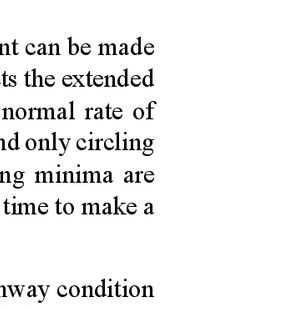 nt can be made
ts the extended
normal rate of
nd only circling
ng minima are
time to make a
nway condition